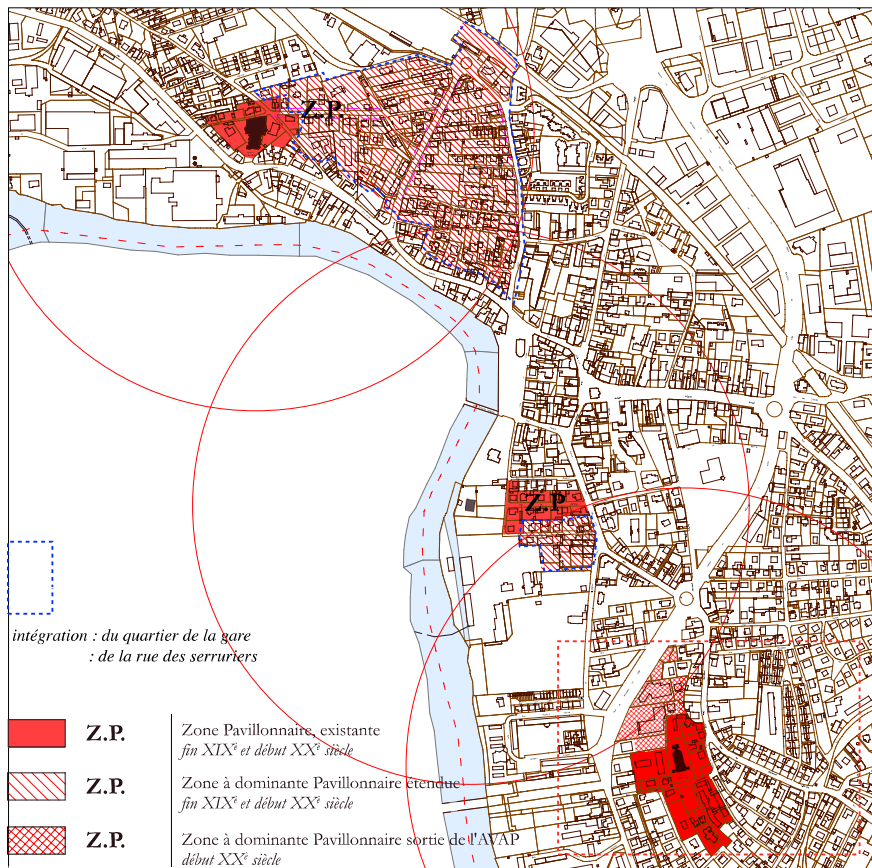 Z.P.
Z.P
intégration : du quartier de la gare
: de la rue des serruriers
Z.P.
Zone Pavillonnaire, existante
fin XIXe et début XXe siècle
Z.P.
Zone à dominante Pavillonnaire étendue
fin XIXe et début XXe siècle
Z.P.
Zone à dominante Pavillonnaire sortie de l'AVAP
début XXe siècle